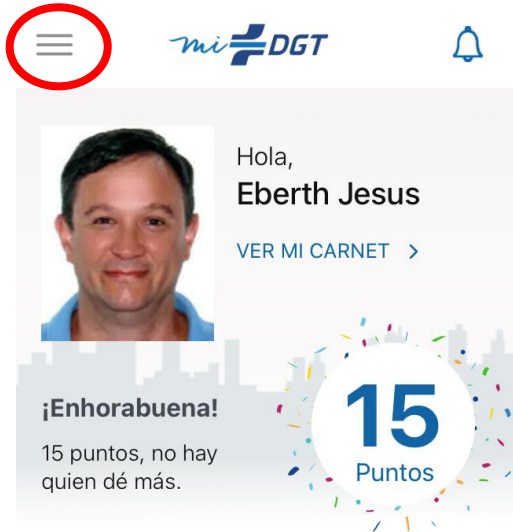 mi DGT
Hola,
Eberth Jesus
VER MI CARNET >
¡Enhorabuena!
15 puntos, no hay
quien dé más.
15
Puntos